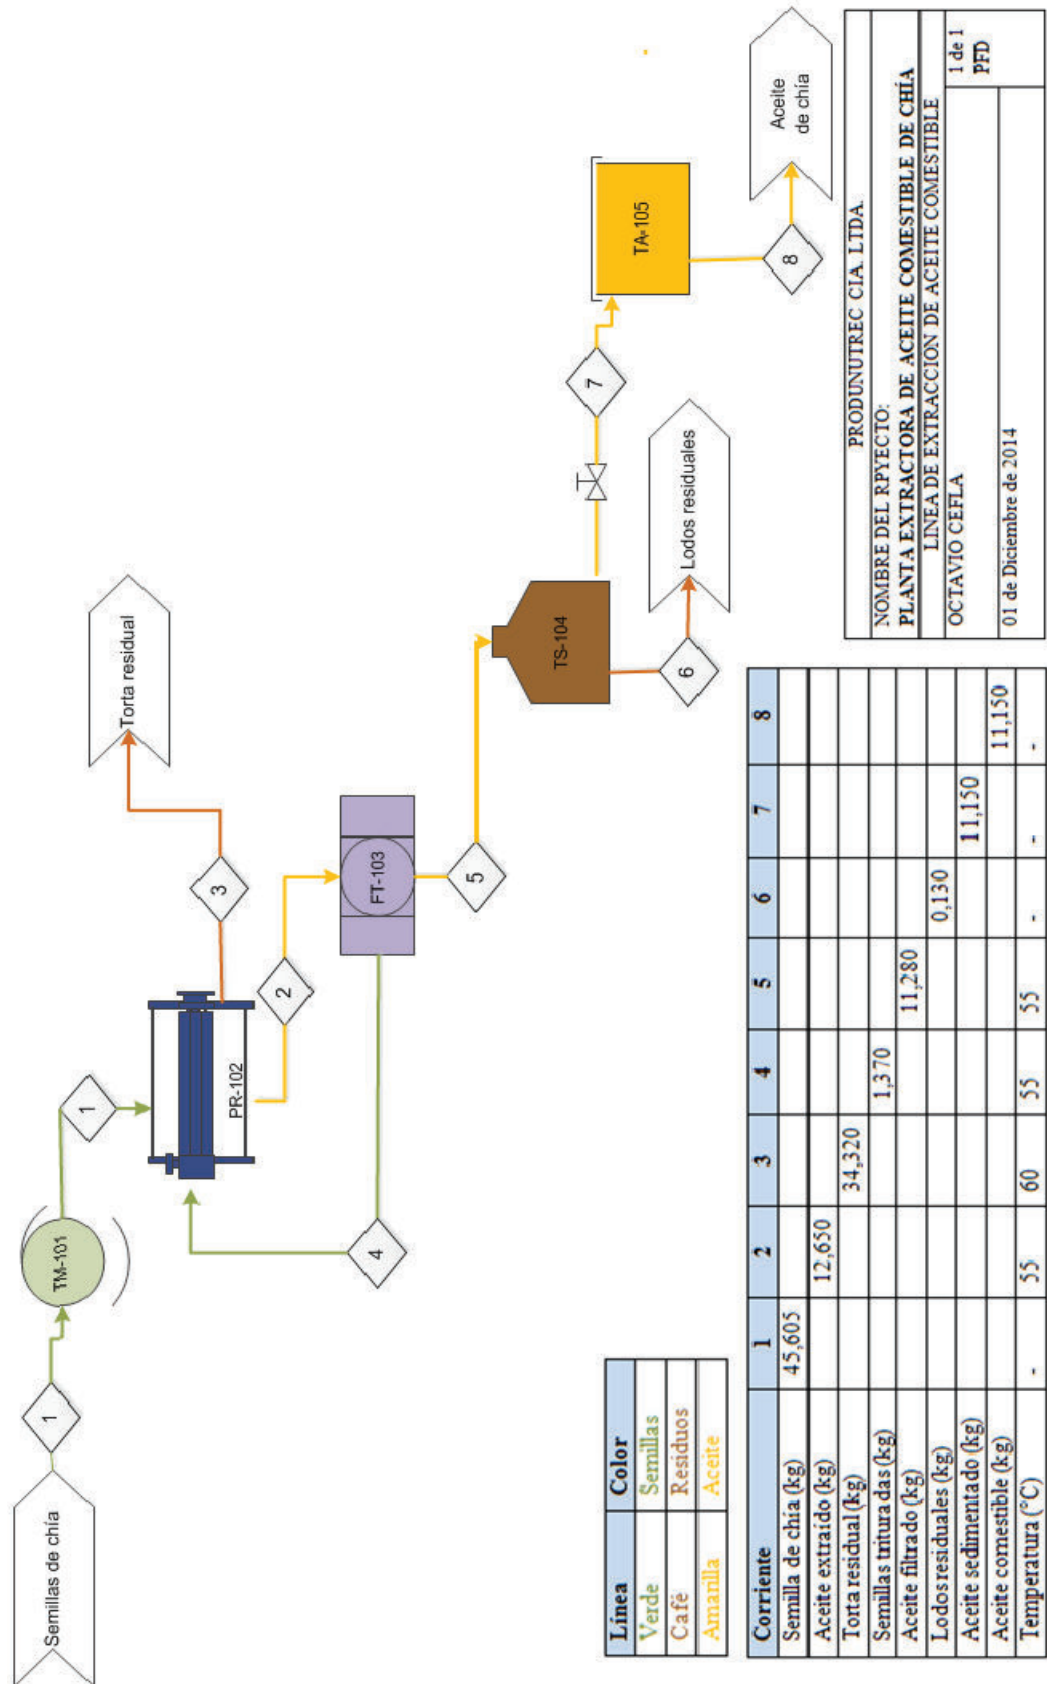 Semillas de chía
1
TM-101
1
PR-102
3
Torta residual
2
4
FT-103
5
TS-104
6
Lodos residuales
7
TA-105
8
Aceite
de chía
Línea Color
Verde Semillas
Café Residuos
Amarilla Aceite
Corriente 1 2 3 4 5 6 7 8
Semilla de chía (kg) 45,605
Aceite extraído (kg) 12,650
Torta residual (kg) 34,320
Semillas trituradas (kg) 1,370
Aceite filtrado (kg) 11,280
Lodos residuales (kg) 0,130
Aceite sedimentado (kg) 11,150
Aceite comestible (kg) 11,150
Temperatura (°C) - 55 60 55 55 - - -
PRODUNUTREC CIA. LTDA.
NOMBRE DEL RPYECTO:
PLANTA EXTRACTORA DE ACEITE COMESTIBLE DE CHÍA
LINEA DE EXTRACCION DE ACEITE COMESTIBLE
OCTAVIO CEFLA 1 de 1
PFD
01 de Diciembre de 2014